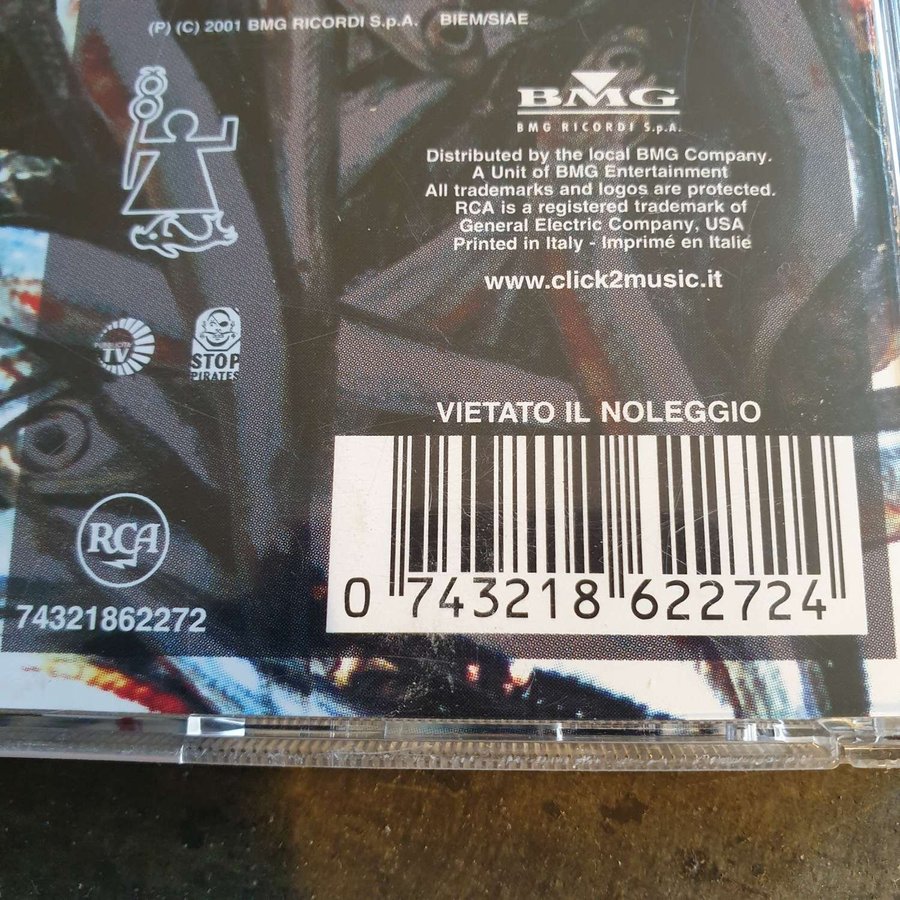 (P) (C) 2001 BMG RICORDI S.p.A. BIEM/SIAE
BMG
BMG RICORDI S.p.A.
Distributed by the local BMG Company.
A Unit of BMG Entertainment
All trademarks and logos are protected.
RCA is a registered trademark of
General Electric Company, USA
Printed in Italy - Imprimé en Italie
www.click2music.it
PUBBLICITÀ
TV
STOP
PIRATES
VIETATO IL NOLEGGIO
RCA
74321862272
0 743218 622724